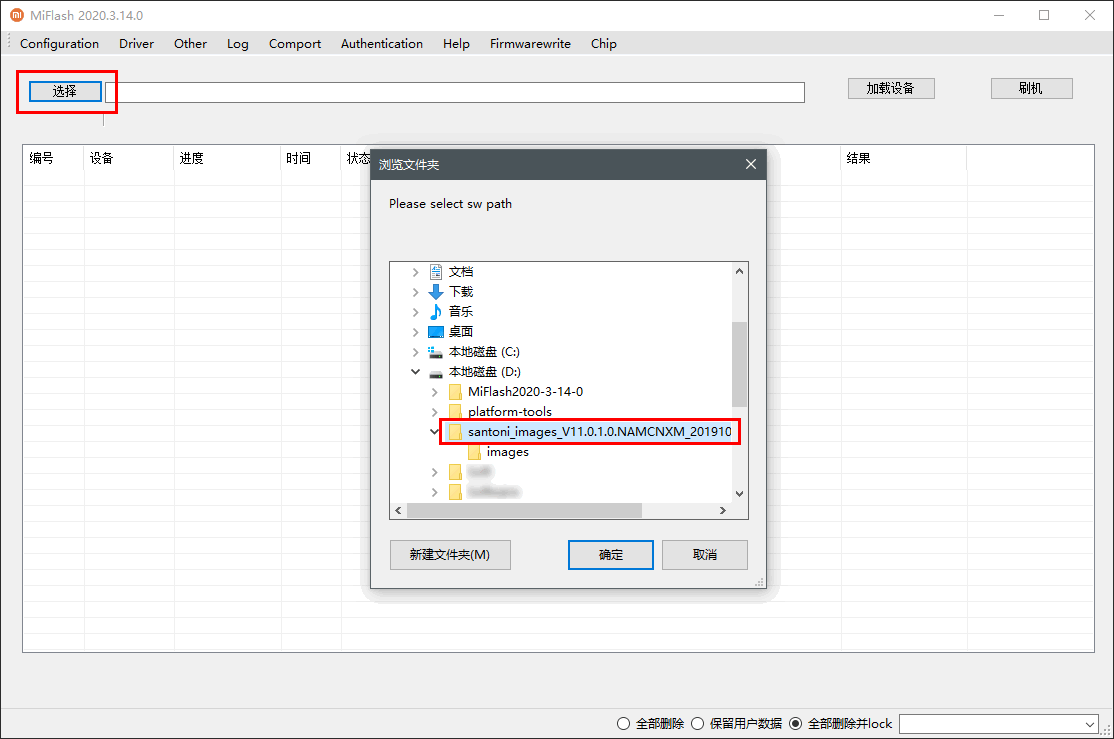 MiFlash 2020.3.14.0
Configuration Driver Other Log Comport Authentication Help Firmwarewrite Chip
选择 加载设备 刷机
编号 设备 进度 时间 状态 结果
浏览文件夹
Please select sw path
文档
下载
音乐
桌面
本地磁盘 (C:)
本地磁盘 (D:)
MiFlash2020-3-14-0
platform-tools
santoni_images_V11.0.1.0.NAMCNXM_201910
images
新建文件夹(M) 确定 取消
全部删除 保留用户数据 全部删除并lock